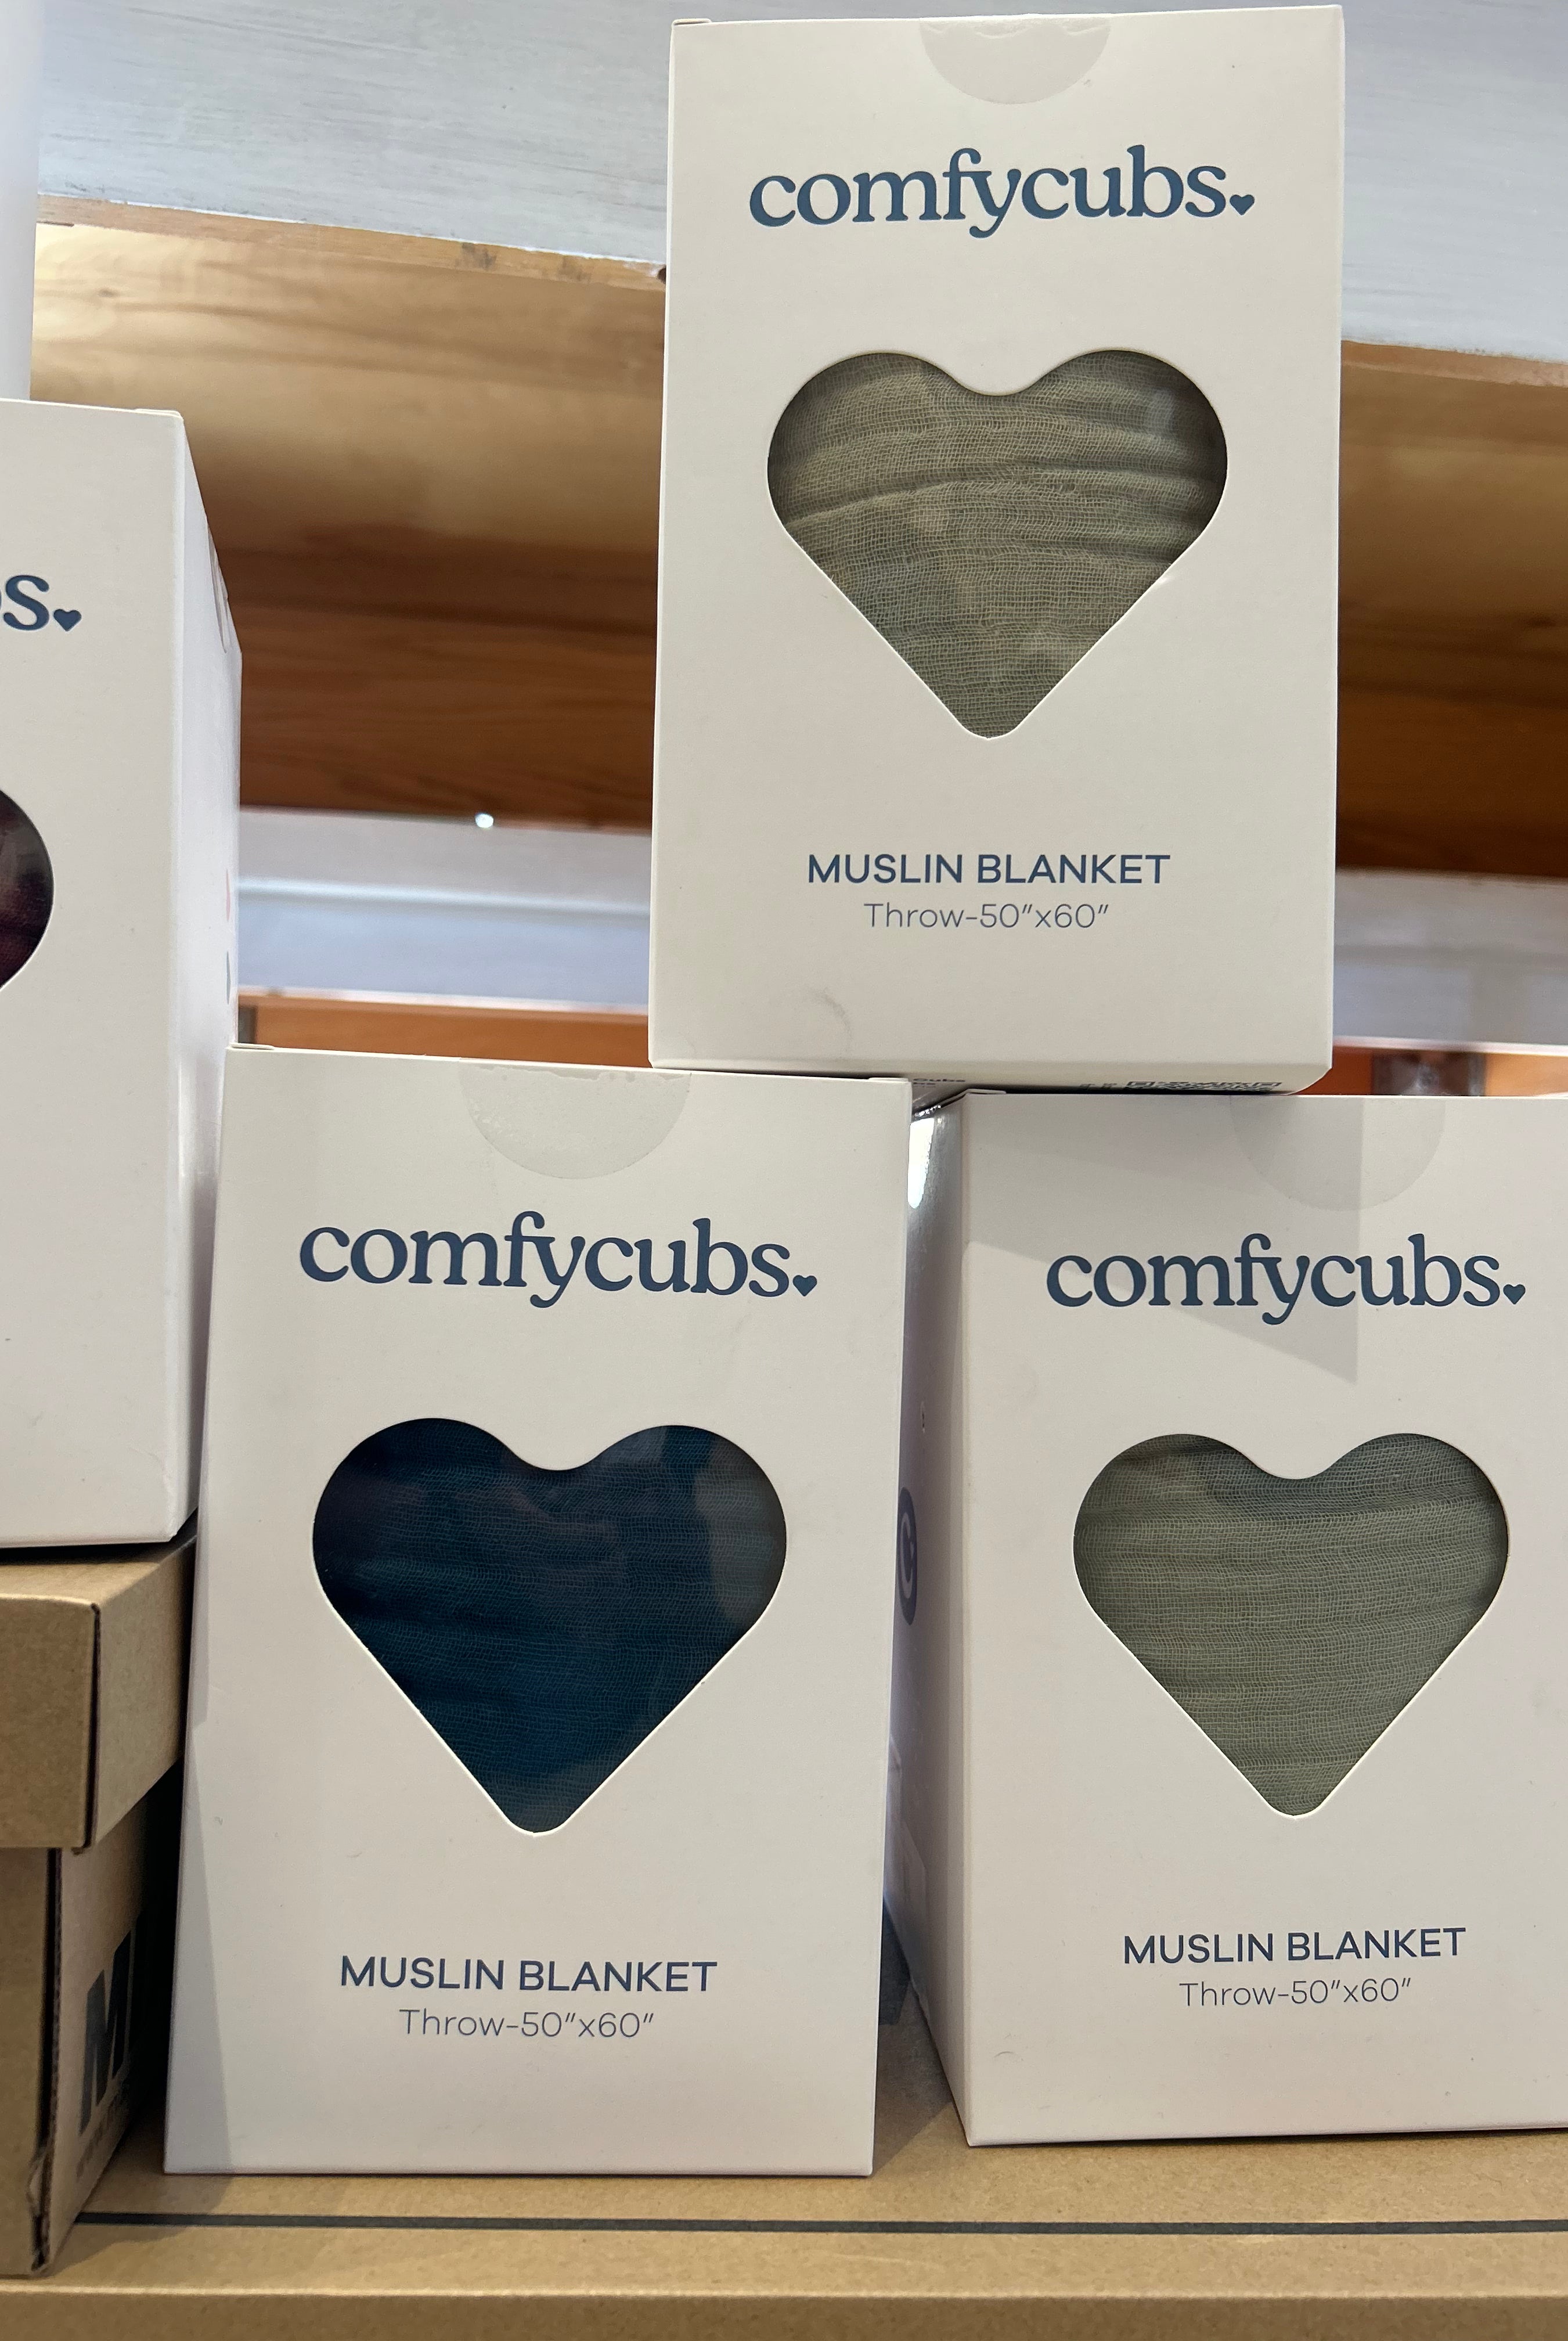 comfycubs
MUSLIN BLANKET
Throw-50"x60"
s
comfycubs
MUSLIN BLANKET
Throw-50"x60"
comfycubs
MUSLIN BLANKET
Throw-50"x60"
C